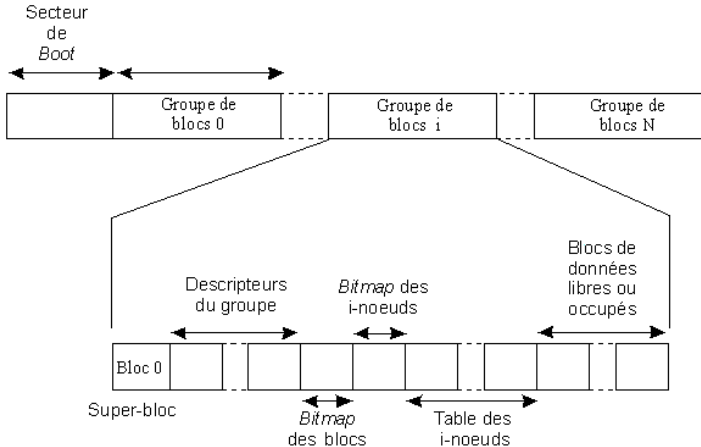 Secteur
de
Boot
Groupe de
blocs 0
Groupe de
blocs i
Groupe de
blocs N
Descripteurs
du groupe
Bitmap des
i-noeuds
Blocs de
données
libres ou
occupés
Bloc 0
Super-bloc
Bitmap
des blocs
Table des
i-noeuds